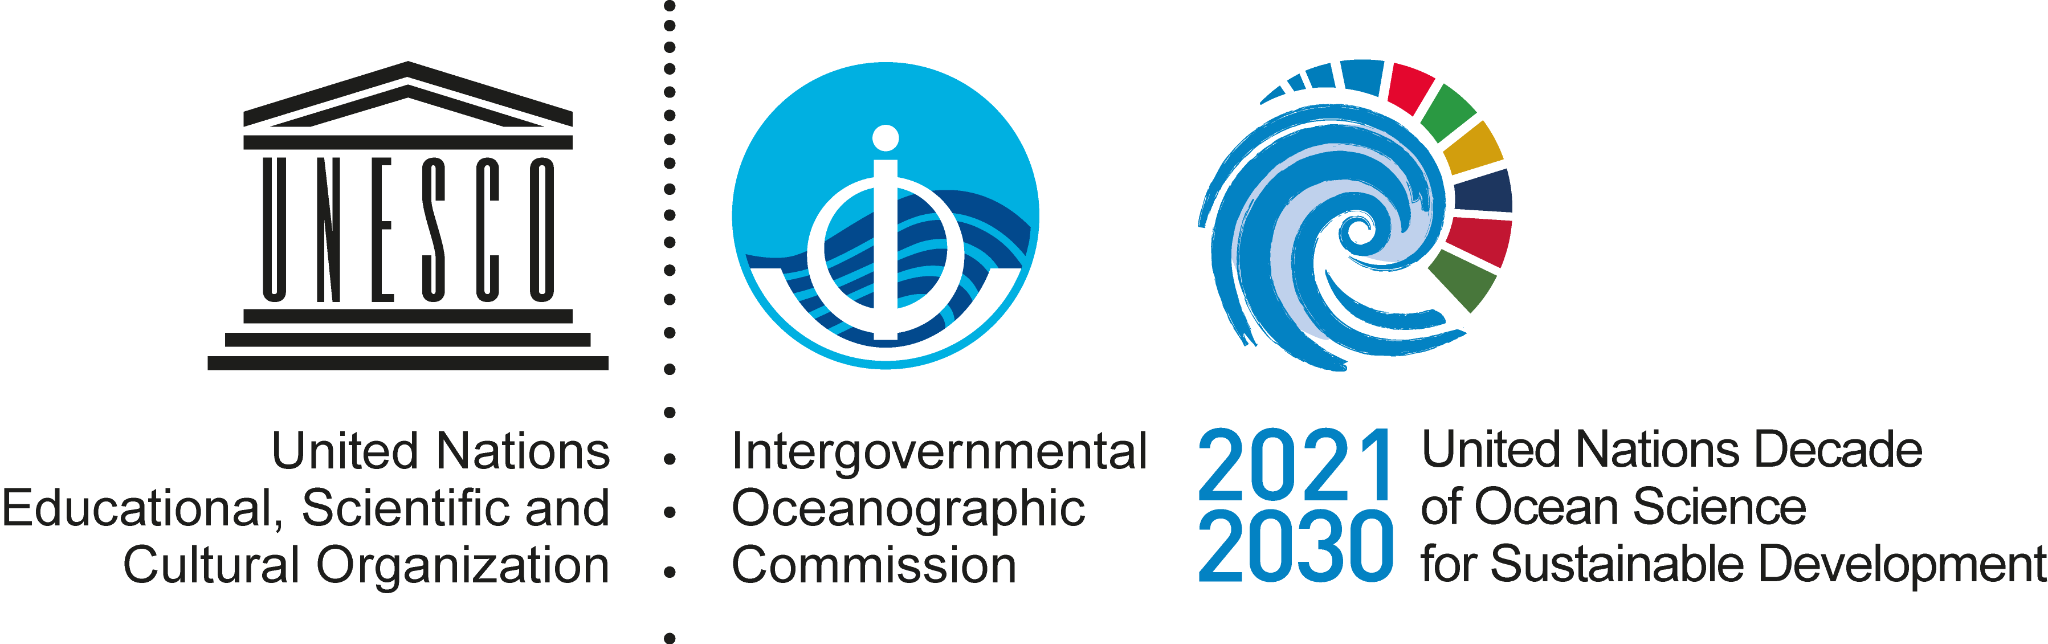 UNESCO
United Nations
Educational, Scientific and
Cultural Organization
Intergovernmental
Oceanographic
Commission
2021
2030
United Nations Decade
of Ocean Science
for Sustainable Development